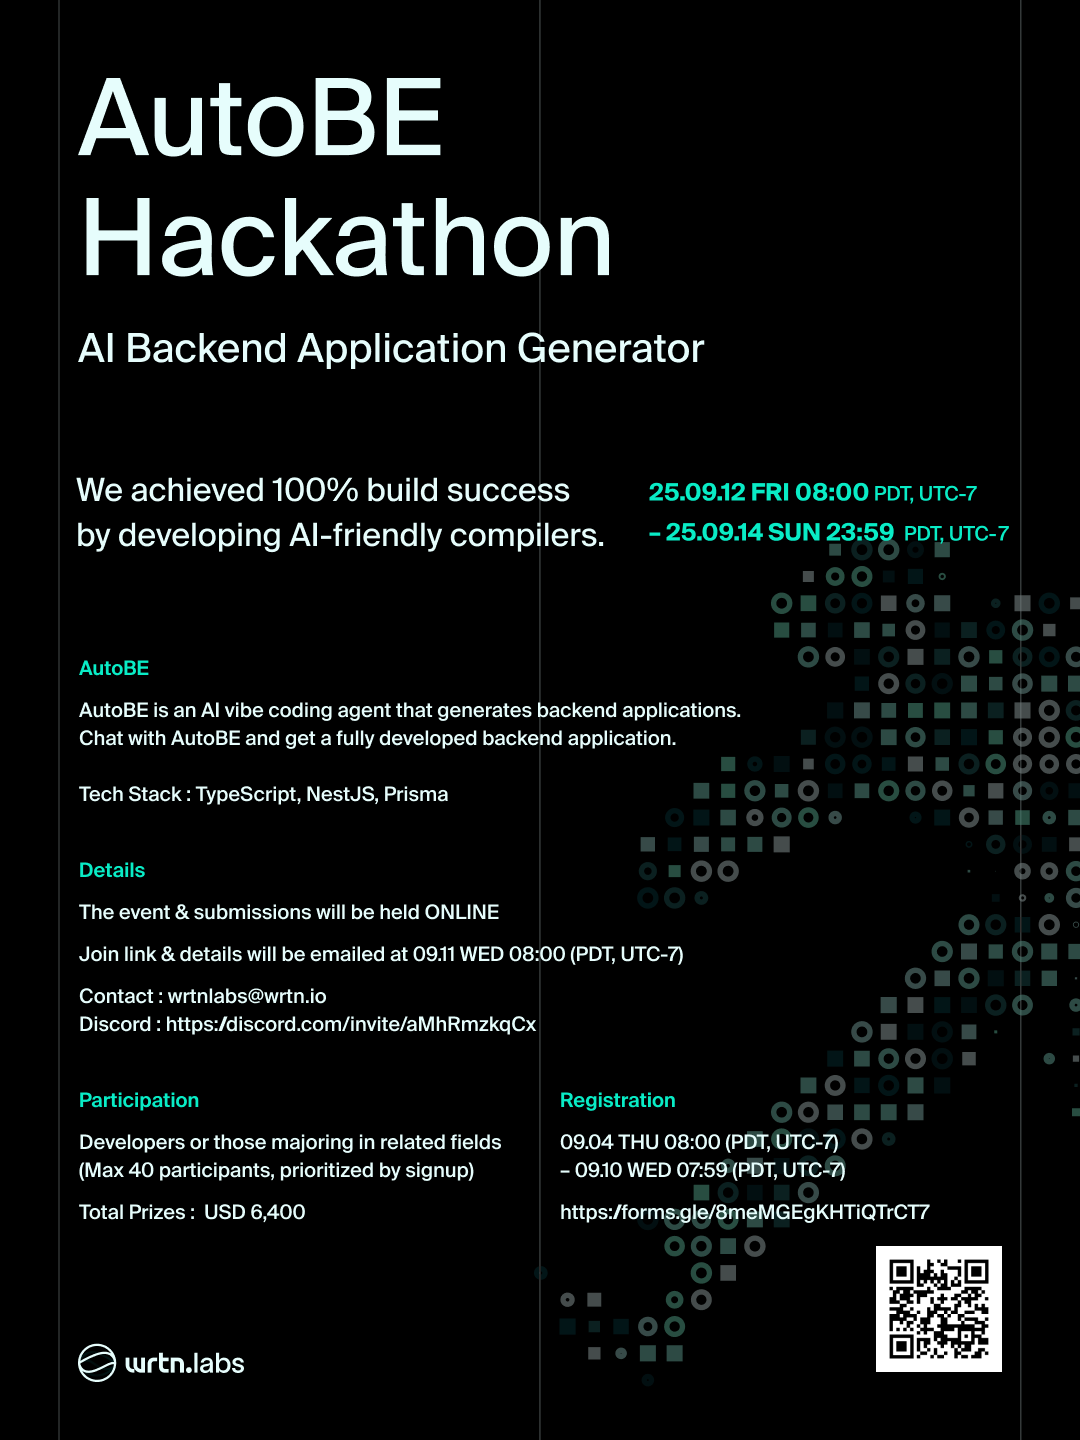 AutoBE
Hackathon
AI Backend Application Generator
We achieved 100% build success
by developing AI-friendly compilers.
25.09.12 FRI 08:00 PDT, UTC-7
– 25.09.14 SUN 23:59 PDT, UTC-7
AutoBE
AutoBE is an AI vibe coding agent that generates backend applications.
Chat with AutoBE and get a fully developed backend application.
Tech Stack : TypeScript, NestJS, Prisma
Details
The event & submissions will be held ONLINE
Join link & details will be emailed at 09.11 WED 08:00 (PDT, UTC-7)
Contact : wrtnlabs@wrtn.io
Discord : https://discord.com/invite/aMhRmzkqCx
Participation
Developers or those majoring in related fields
(Max 40 participants, prioritized by signup)
Total Prizes : USD 6,400
Registration
09.04 THU 08:00 (PDT, UTC-7)
– 09.10 WED 07:59 (PDT, UTC-7)
https://forms.gle/8meMGEgKHTiQTrCT7
wrtn.labs